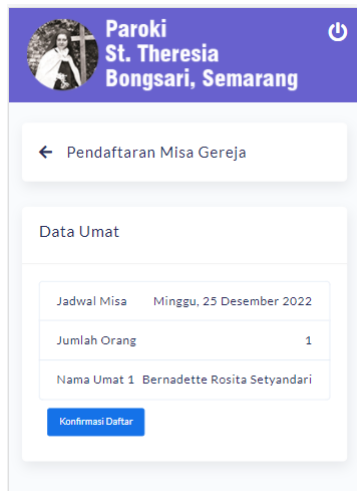 Paroki
St. Theresia
Bongsari, Semarang
Pendaftaran Misa Gereja
Data Umat
Jadwal Misa Minggu, 25 Desember 2022
Jumlah Orang 1
Nama Umat 1 Bernadette Rosita Setyandari
Konfirmasi Daftar